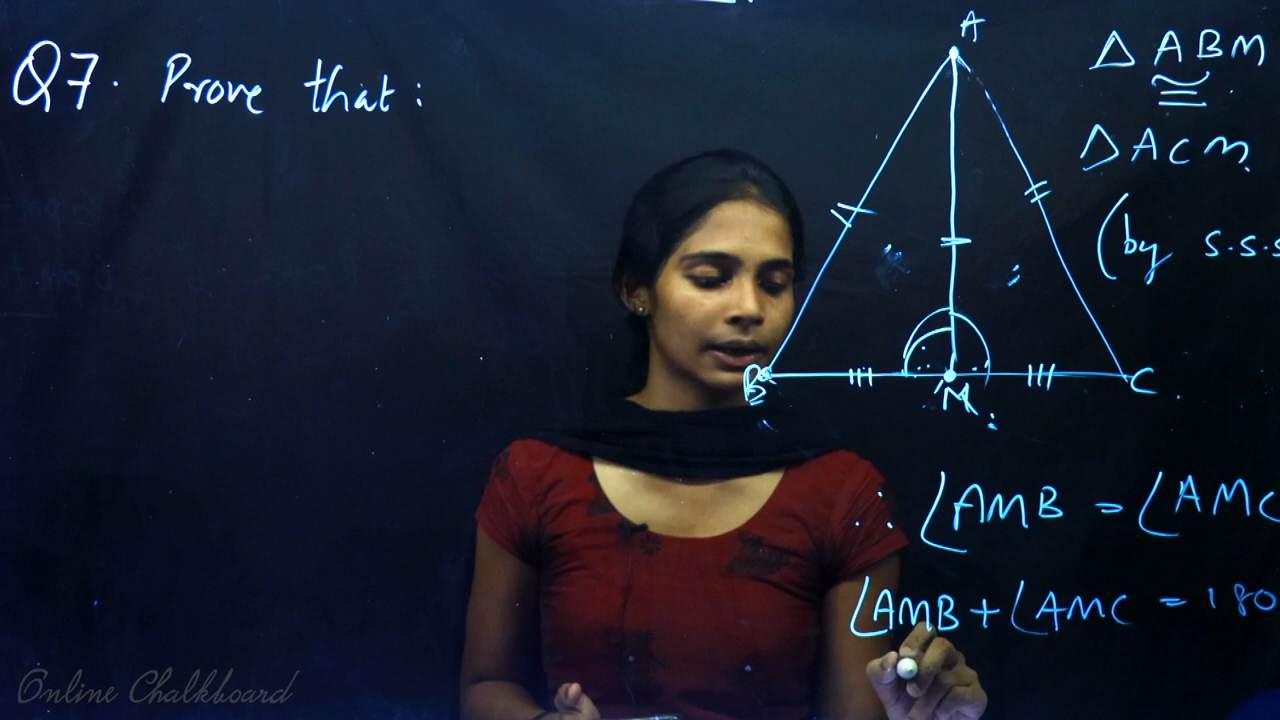 Q7. Prove that:
A
B
M
C
△ ABM
≅
△ ACM
(by S.S.S
∴ ∠AMB = ∠AMC
∠AMB + ∠AMC = 180
Online Chalkboard